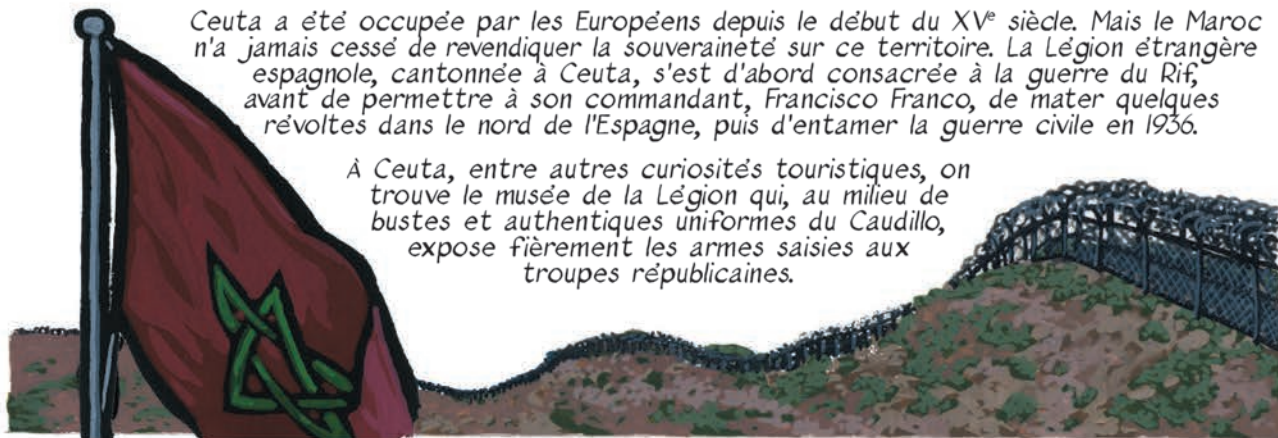 Ceuta a été occupée par les Européens depuis le début du XVe siècle. Mais le Maroc
n'a jamais cessé de revendiquer la souveraineté sur ce territoire. La Légion étrangère
espagnole, cantonnée à Ceuta, s'est d'abord consacrée à la guerre du Rif,
avant de permettre à son commandant, Francisco Franco, de mater quelques
révoltes dans le nord de l'Espagne, puis d'entamer la guerre civile en 1936.
À Ceuta, entre autres curiosités touristiques, on
trouve le musée de la Légion qui, au milieu de
bustes et authentiques uniformes du Caudillo,
expose fièrement les armes saisies aux
troupes républicaines.